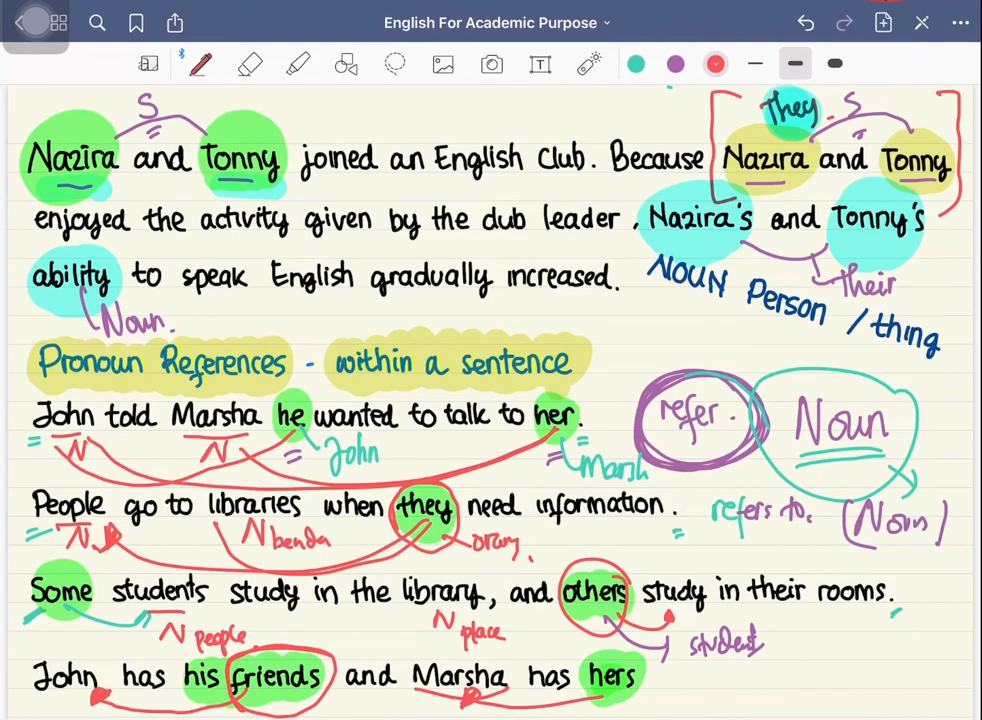 English For Academic Purpose
S
They. S
Nazira and Tonny joined an English Club. Because Nazira and Tonny
enjoyed the activity given by the club leader, Nazira's and Tonny's
ability to speak English gradually increased.
Their
Noun.
NOUN Person / thing
Pronoun References - within a sentence
John told Marsha he wanted to talk to her.
refer. Noun
N N John Marsh
People go to libraries when they need information.
refers to. (Noun)
N N benda orang.
Some students study in the library, and others study in their rooms.
N people N place student
John has his friends and Marsha has hers